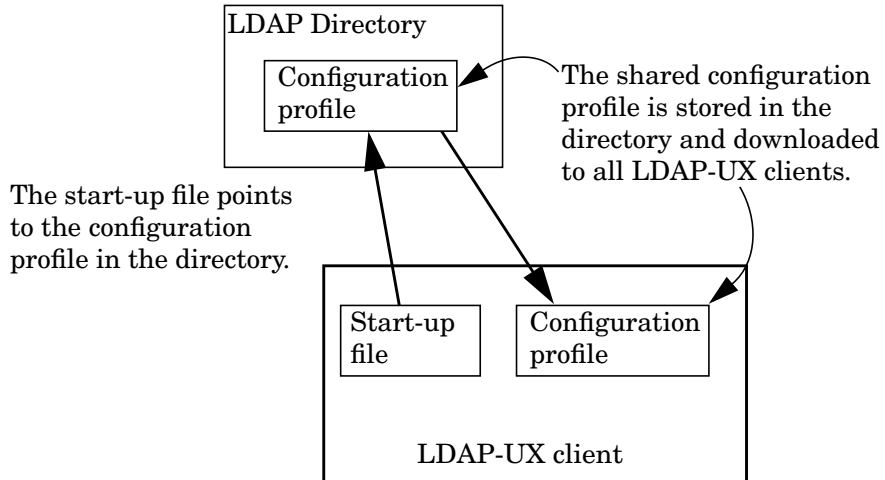 LDAP Directory
Configuration
profile
The shared configuration
profile is stored in the
directory and downloaded
to all LDAP-UX clients.
The start-up file points
to the configuration
profile in the directory.
Start-up
file
Configuration
profile
LDAP-UX client